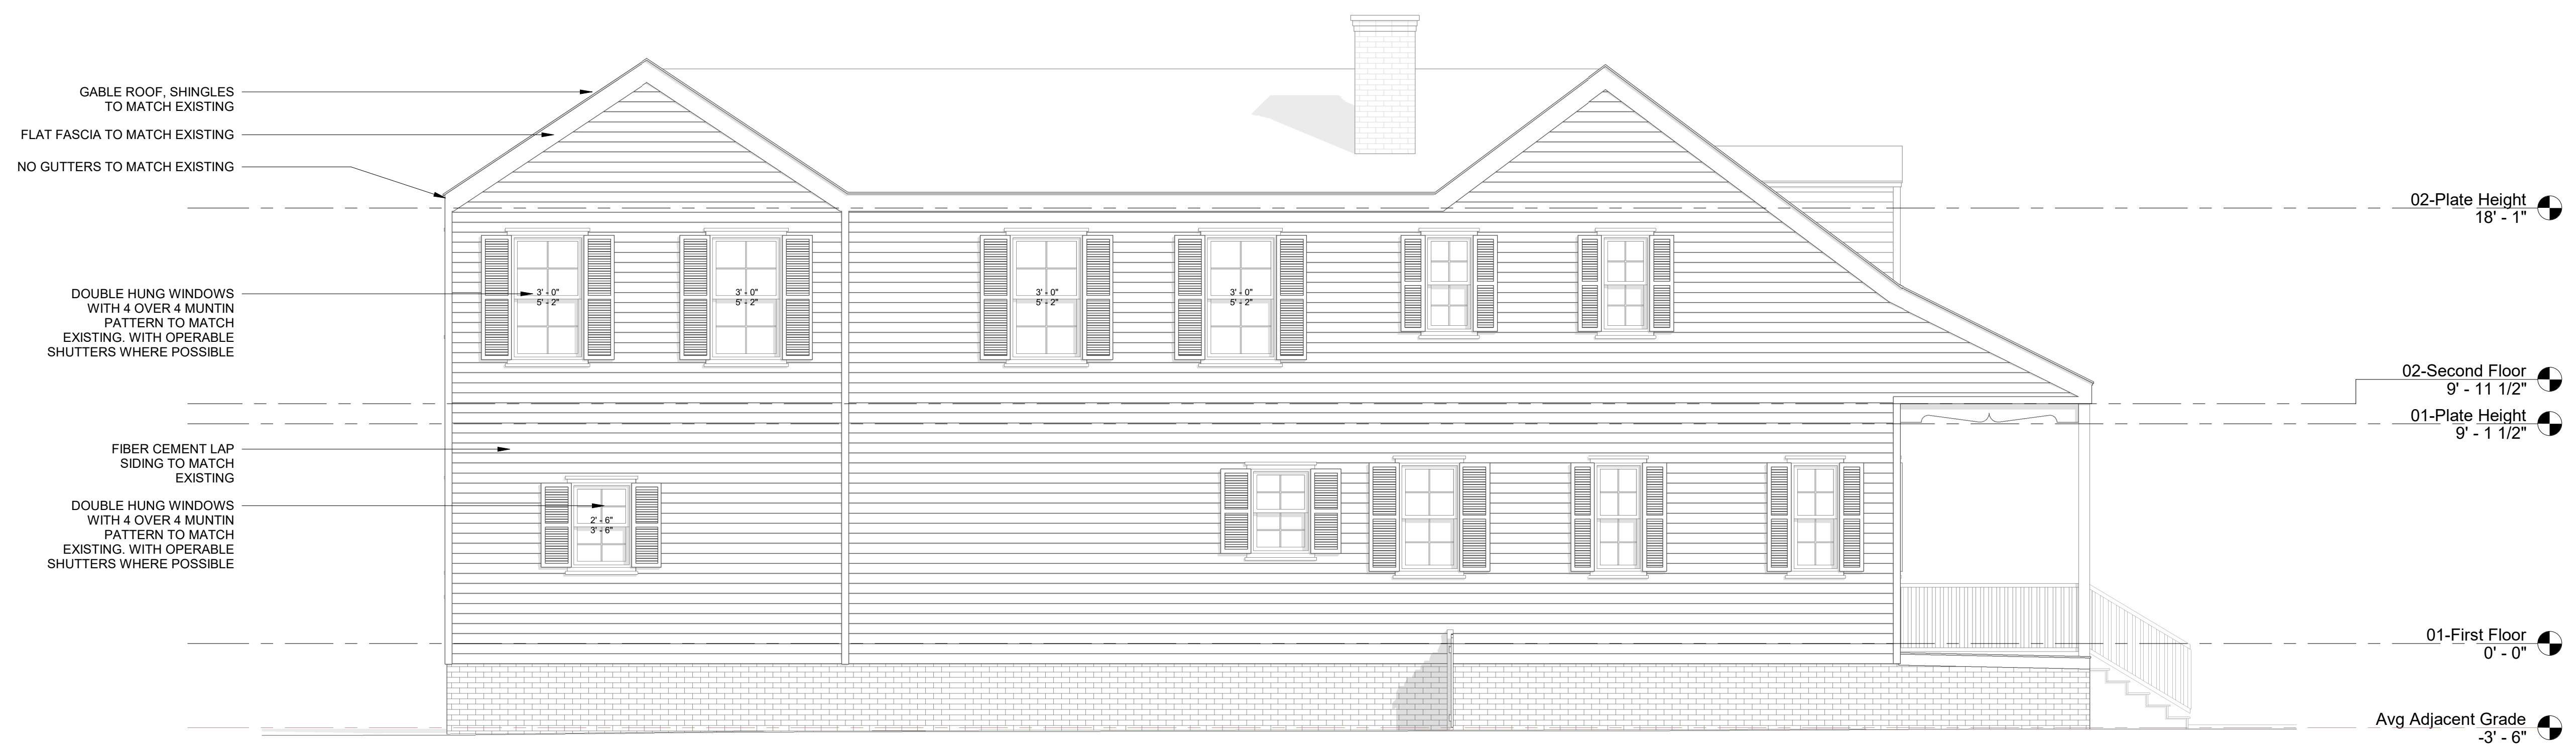 GABLE ROOF, SHINGLES
TO MATCH EXISTING
FLAT FASCIA TO MATCH EXISTING
NO GUTTERS TO MATCH EXISTING
02-Plate Height
18' - 1"
DOUBLE HUNG WINDOWS
WITH 4 OVER 4 MUNTIN
PATTERN TO MATCH
EXISTING. WITH OPERABLE
SHUTTERS WHERE POSSIBLE
3' - 0"
5' - 2"
3' - 0"
5' - 2"
3' - 0"
5' - 2"
3' - 0"
5' - 2"
02-Second Floor
9' - 11 1/2"
01-Plate Height
9' - 1 1/2"
FIBER CEMENT LAP
SIDING TO MATCH
EXISTING
DOUBLE HUNG WINDOWS
WITH 4 OVER 4 MUNTIN
PATTERN TO MATCH
EXISTING. WITH OPERABLE
SHUTTERS WHERE POSSIBLE
2' - 6"
3' - 6"
01-First Floor
0' - 0"
Avg Adjacent Grade
-3' - 6"